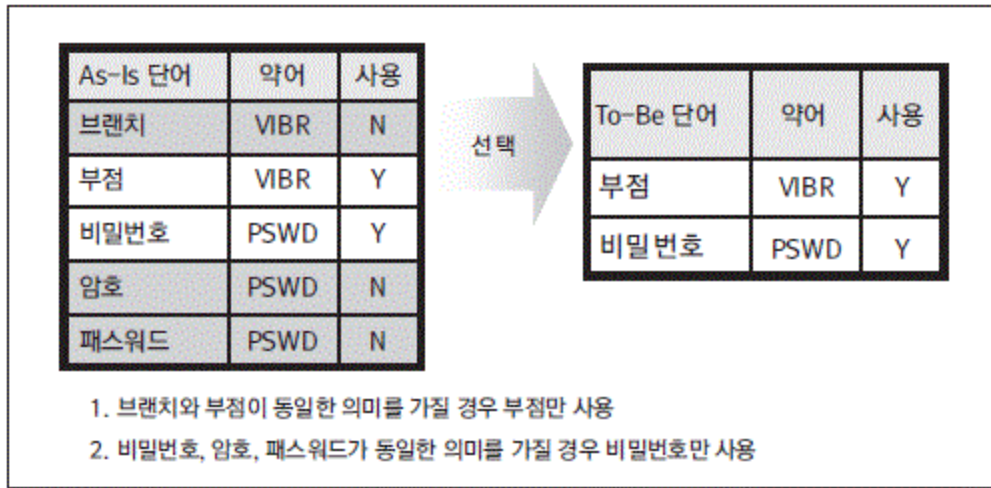 As-Is 단어 약어 사용
브랜치 VIBR N
부점 VIBR Y
비밀번호 PSWD Y
암호 PSWD N
패스워드 PSWD N
선택
To-Be 단어 약어 사용
부점 VIBR Y
비밀번호 PSWD Y
1. 브랜치와 부점이 동일한 의미를 가질 경우 부점만 사용
2. 비밀번호, 암호, 패스워드가 동일한 의미를 가질 경우 비밀번호만 사용